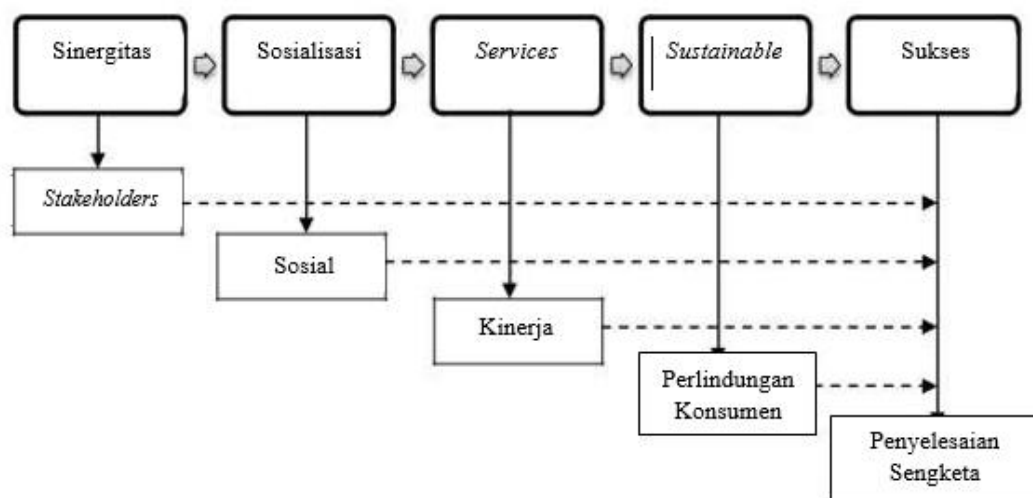 Sinergitas
Sosialisasi
Services
Sustainable
Sukses
Stakeholders
Sosial
Kinerja
Perlindungan
Konsumen
Penyelesaian
Sengketa